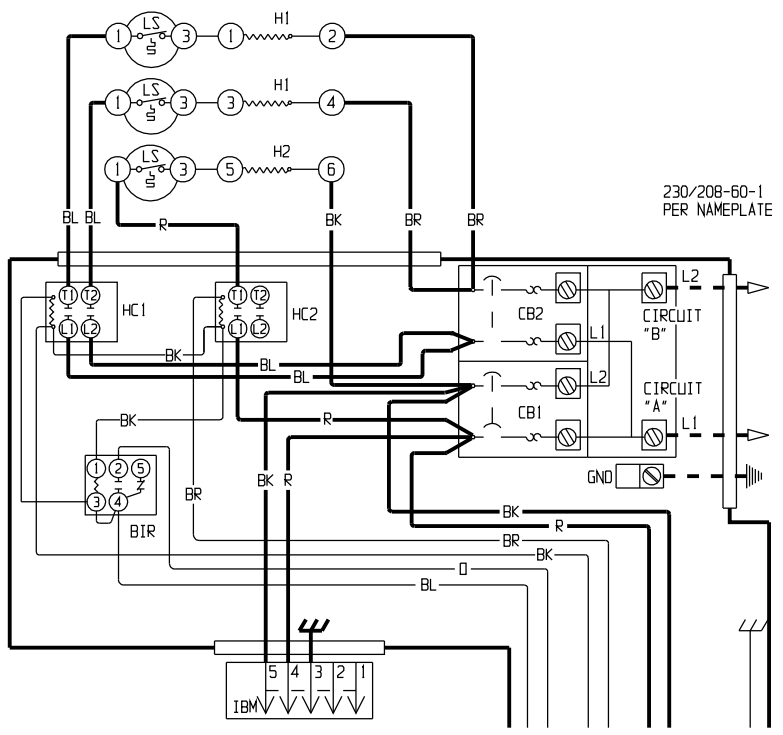 H1
1 LS 3 1 2
H1
1 LS 3 3 4
H2
1 LS 3 5 6
230/208-60-1
PER NAMEPLATE
BL BL R BK BR BR
T1 T2 HC1
L1 L2
T1 T2 HC2
L1 L2
CB2
L2
CIRCUIT
"B"
L1
BK
BL
BL
L2
CIRCUIT
"A"
CB1
L1
BK
R
1 2 5
3 4
BIR
BR
BK R
GND
BK
R
BR
BK
O
BL
5 4 3 2 1
IBM